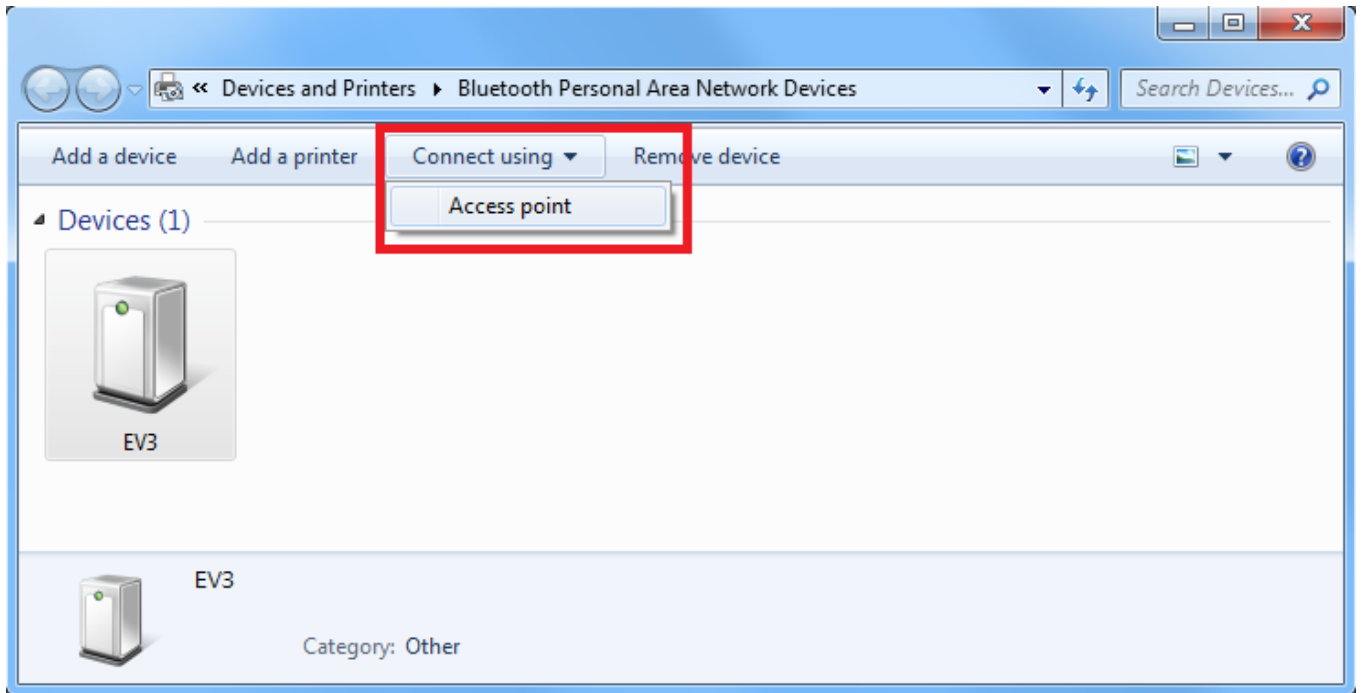 « Devices and Printers ▸ Bluetooth Personal Area Network Devices Search Devices...
Add a device Add a printer Connect using Remove device
Access point
Devices (1)
EV3
EV3
Category: Other